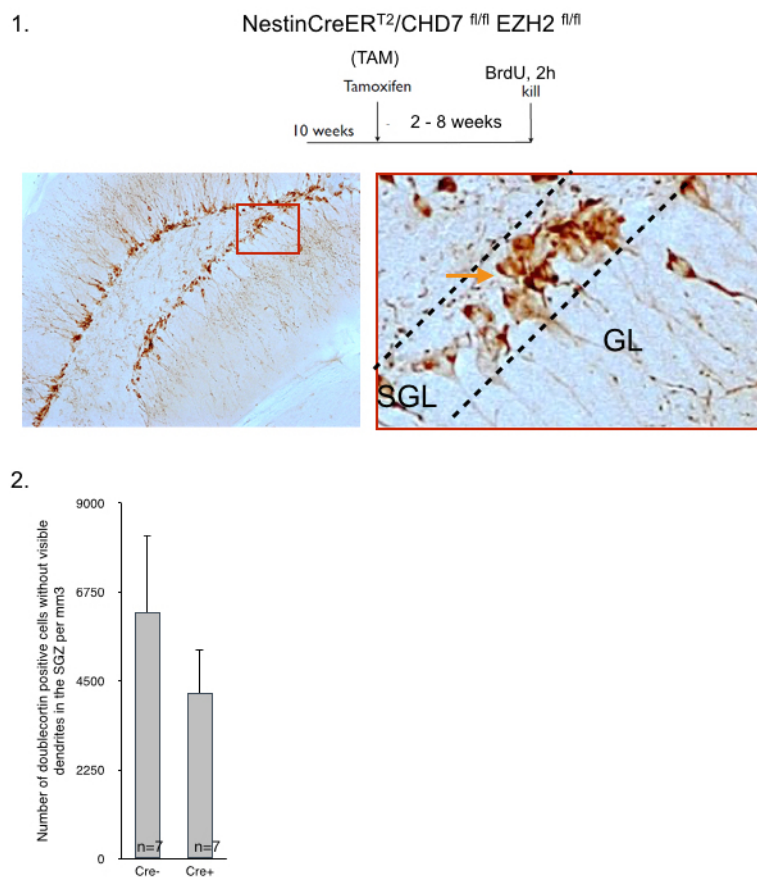 1.
NestinCreERT2/CHD7 fl/fl EZH2 fl/fl
(TAM)
Tamoxifen
BrdU, 2h
kill
10 weeks
2 - 8 weeks
GL
SGL
2.
Number of doublecortin positive cells without visible
dendrites in the SGZ per mm3
9000
6750
4500
2250
0
n=7
n=7
Cre-
Cre+